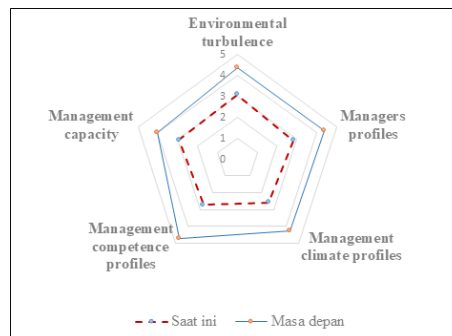 Environmental
turbulence
5
4
3
2
1
0
Managers
profiles
Management
climate profiles
Management
competence
profiles
Management
capacity
Saat ini
Masa depan